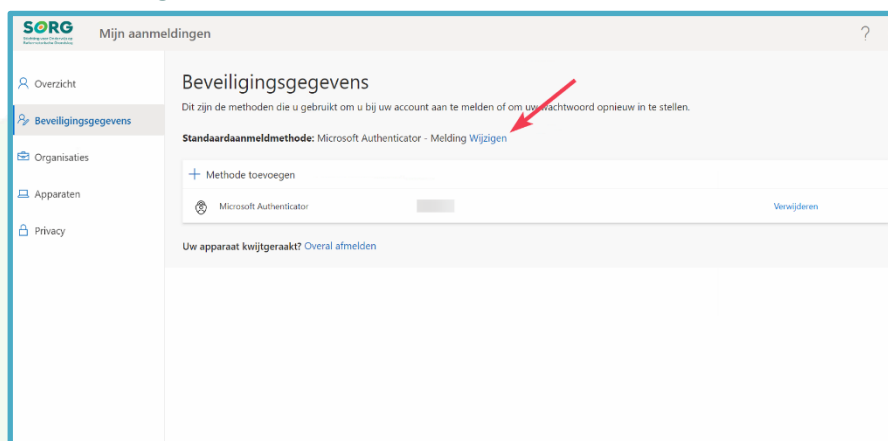 SORG
Mijn aanmeldingen
?
Overzicht
Beveiligingsgegevens
Organisaties
Apparaten
Privacy
Beveiligingsgegevens
Dit zijn de methoden die u gebruikt om u bij uw account aan te melden of om uw wachtwoord opnieuw in te stellen.
Standaardaanmeldmethode: Microsoft Authenticator - Melding Wijzigen
+ Methode toevoegen
Microsoft Authenticator Verwijderen
Uw apparaat kwijtgeraakt? Overal afmelden